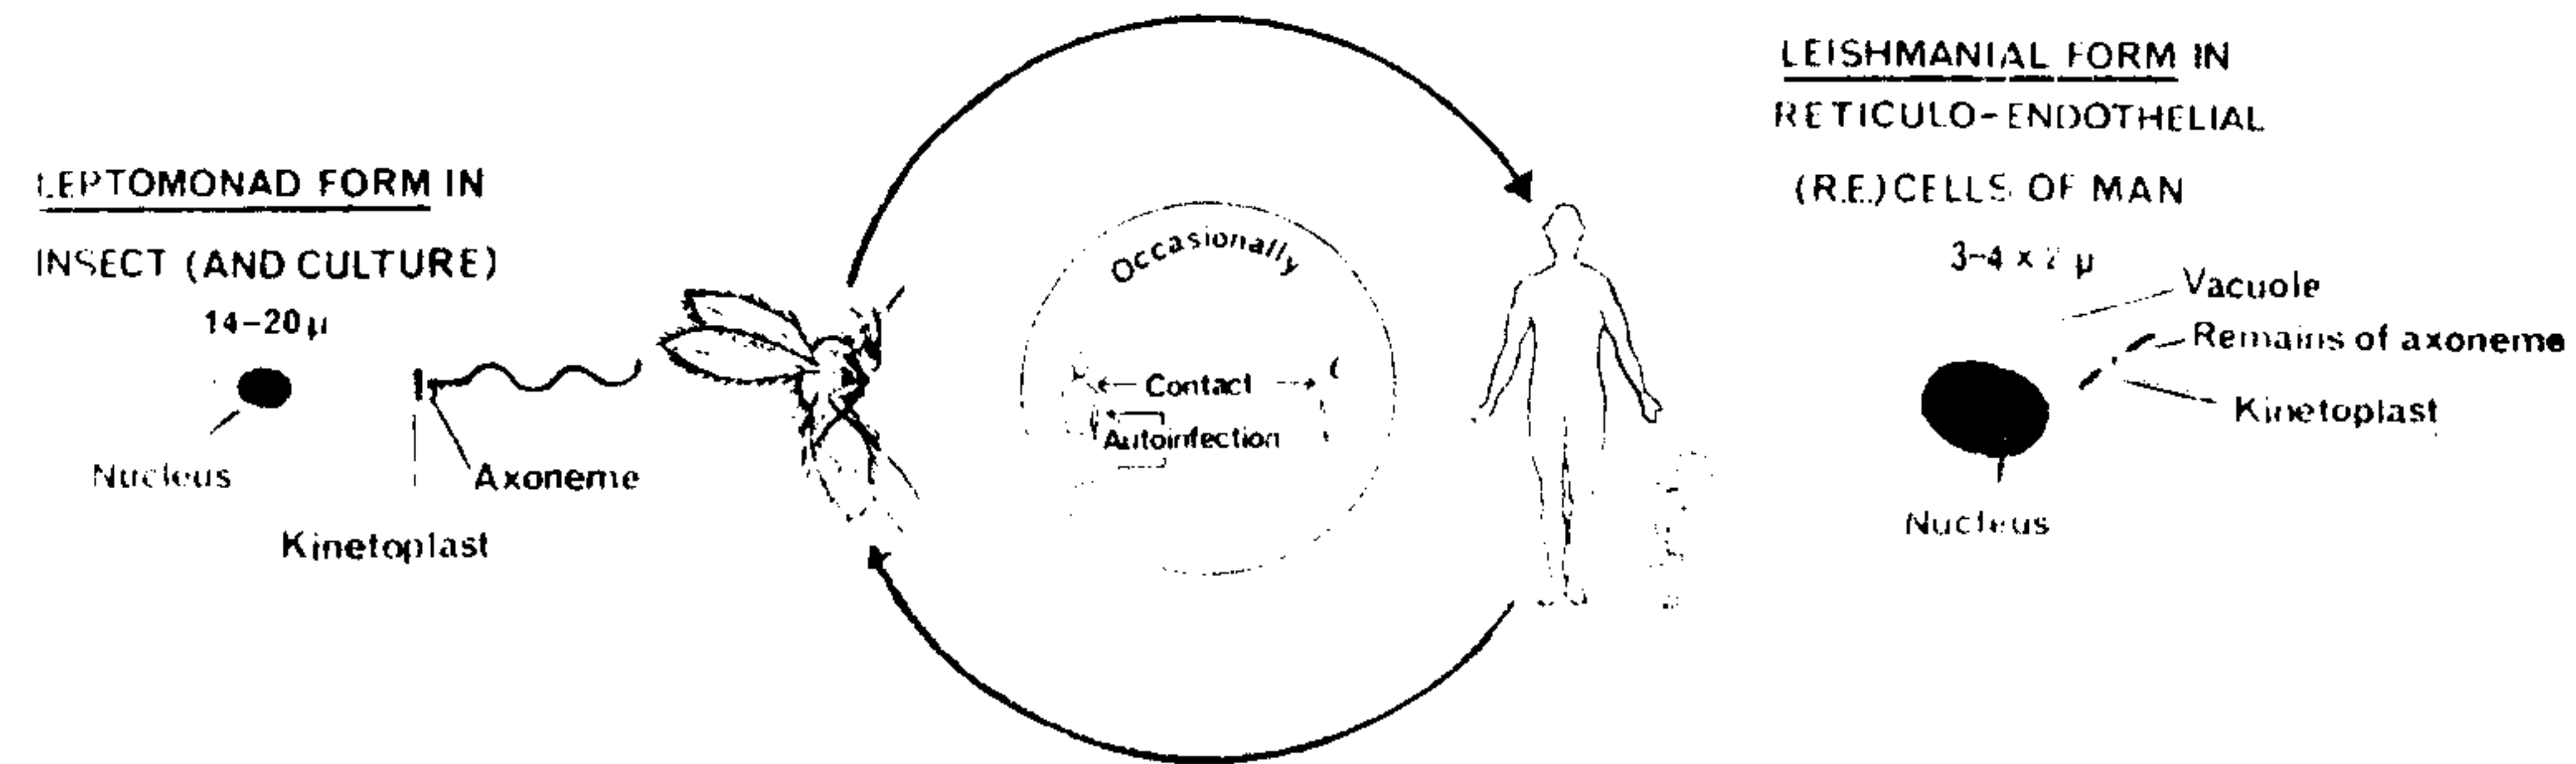 LEPTOMONAD FORM IN
INSECT (AND CULTURE)
14-20 μ
Nucleus
Axoneme
Kinetoplast
Occasionally
Contact
Autoinfection
LEISHMANIAL FORM IN
RETICULO-ENDOTHELIAL
(R.E.) CELLS OF MAN
3-4 x 2 μ
Vacuole
Remains of axoneme
Kinetoplast
Nucleus